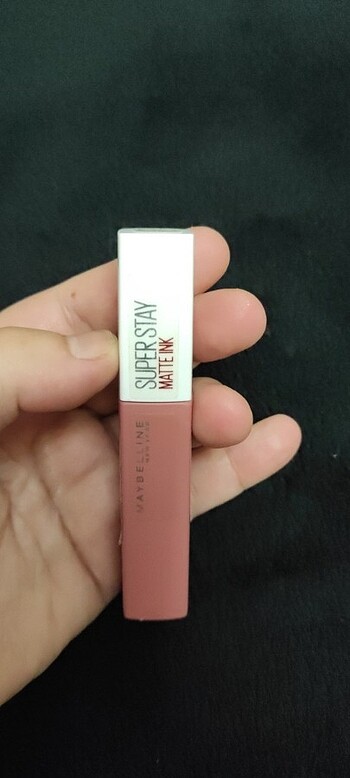 SUPER STAY
MATTE INK
MAYBELLINE
NEW YORK